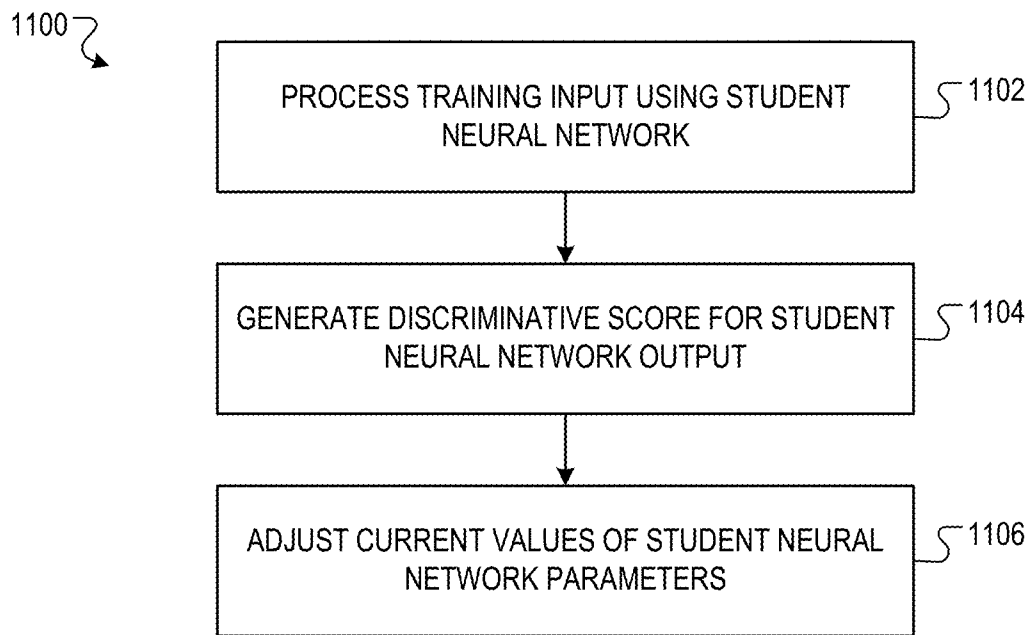 1100
PROCESS TRAINING INPUT USING STUDENT
NEURAL NETWORK
1102
GENERATE DISCRIMINATIVE SCORE FOR STUDENT
NEURAL NETWORK OUTPUT
1104
ADJUST CURRENT VALUES OF STUDENT NEURAL
NETWORK PARAMETERS
1106